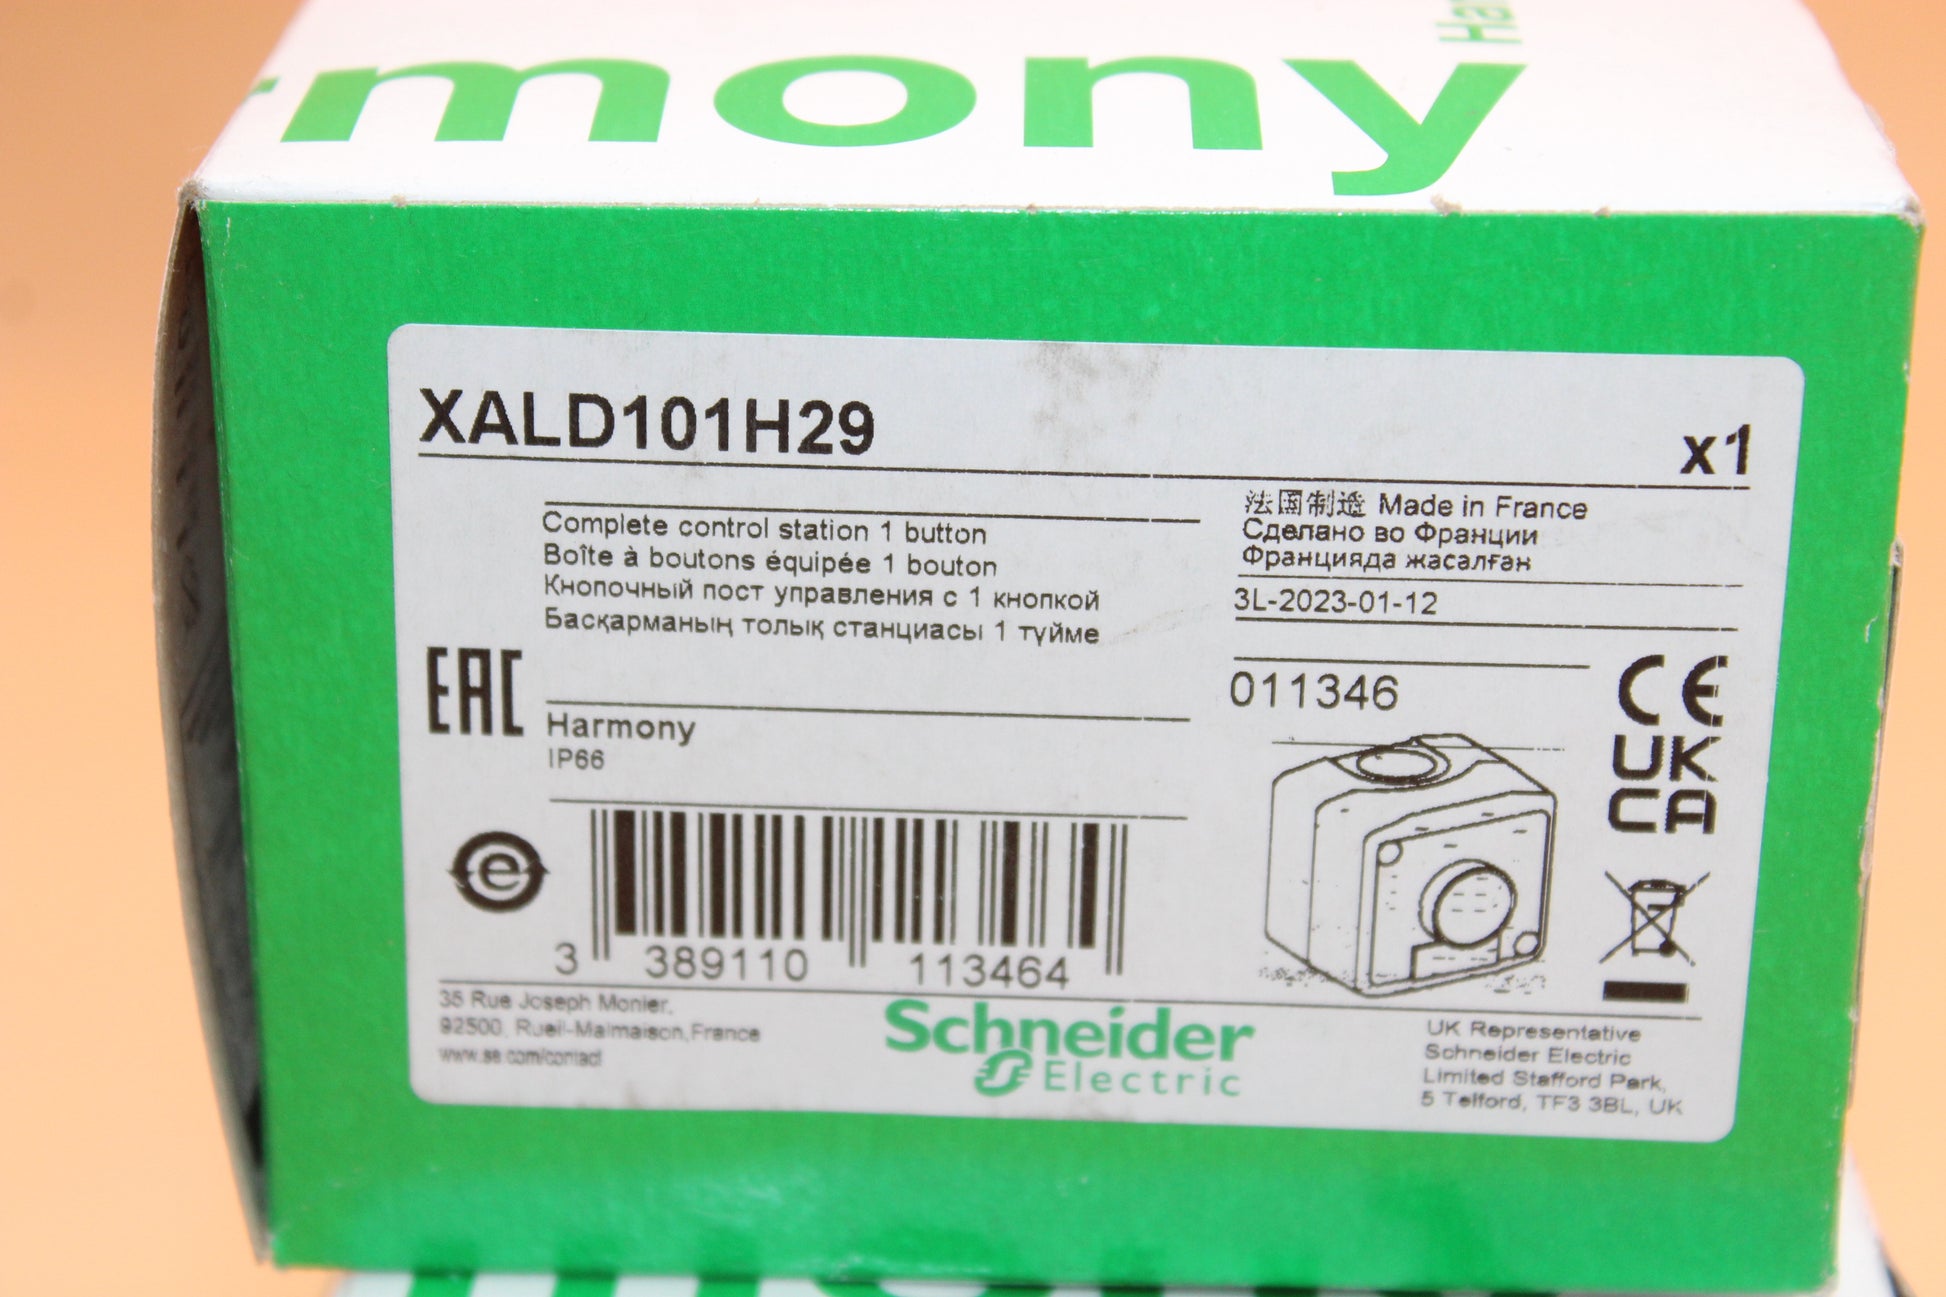 mony
Ha
XALD101H29
x1
Complete control station 1 button
Boîte à boutons équipée 1 bouton
Кнопочный пост управления с 1 кнопкой
Басқарманың толық станциасы 1 түйме
法国制造 Made in France
Сделано во Франции
Францияда жасалған
3L-2023-01-12
011346
EAC
Harmony
IP66
CE
UK
CA
e
3 389110 113464
35 Rue Joseph Monier,
92500, Rueil-Malmaison,France
www.se.com/contact
Schneider
Electric
UK Representative
Schneider Electric
Limited Stafford Park,
5 Telford, TF3 3BL, UK